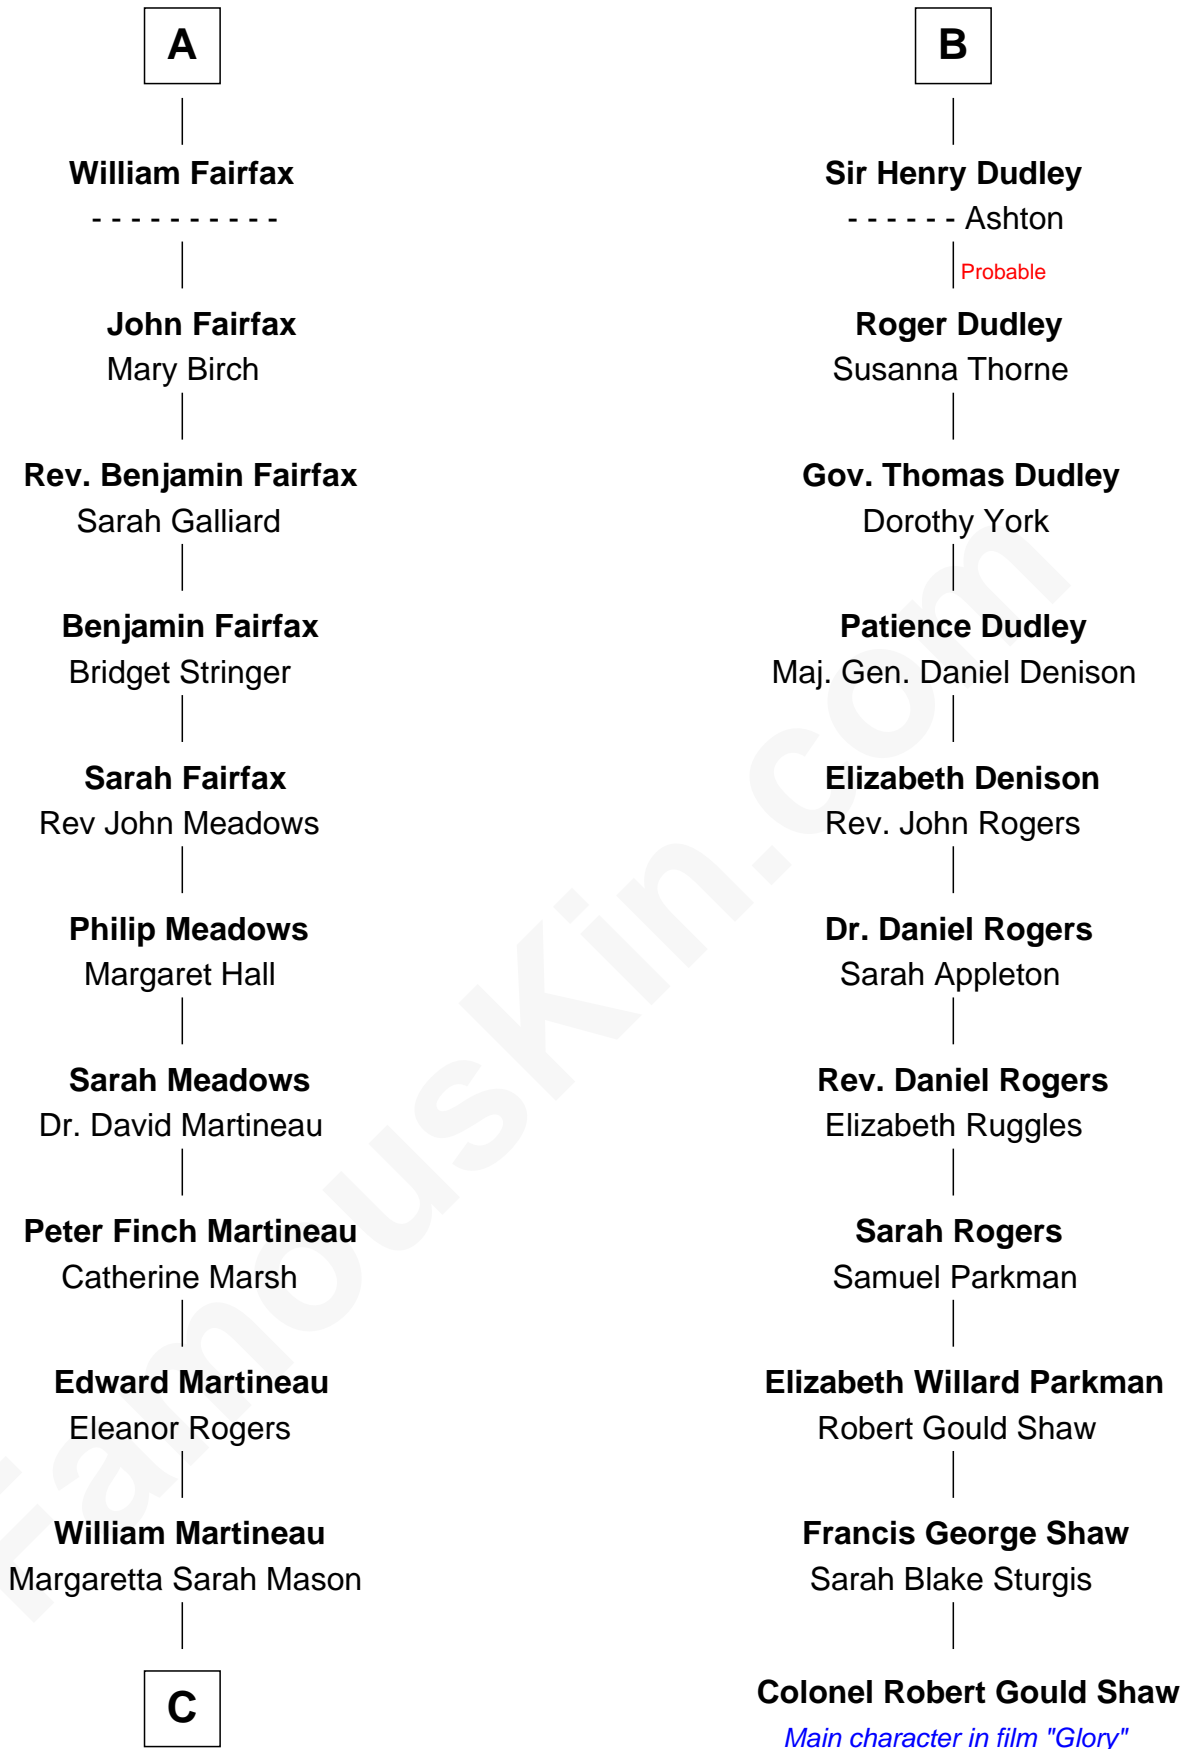 A
William Fairfax
- - - - - - - - - -
John Fairfax
Mary Birch
Rev. Benjamin Fairfax
Sarah Galliard
Benjamin Fairfax
Bridget Stringer
Sarah Fairfax
Rev John Meadows
Philip Meadows
Margaret Hall
Sarah Meadows
Dr. David Martineau
Peter Finch Martineau
Catherine Marsh
Edward Martineau
Eleanor Rogers
William Martineau
Margaretta Sarah Mason
C
B
Sir Henry Dudley
- - - - - - Ashton
Probable
Roger Dudley
Susanna Thorne
Gov. Thomas Dudley
Dorothy York
Patience Dudley
Maj. Gen. Daniel Denison
Elizabeth Denison
Rev. John Rogers
Dr. Daniel Rogers
Sarah Appleton
Rev. Daniel Rogers
Elizabeth Ruggles
Sarah Rogers
Samuel Parkman
Elizabeth Willard Parkman
Robert Gould Shaw
Francis George Shaw
Sarah Blake Sturgis
Colonel Robert Gould Shaw
Main character in film "Glory"
FamousKin.com